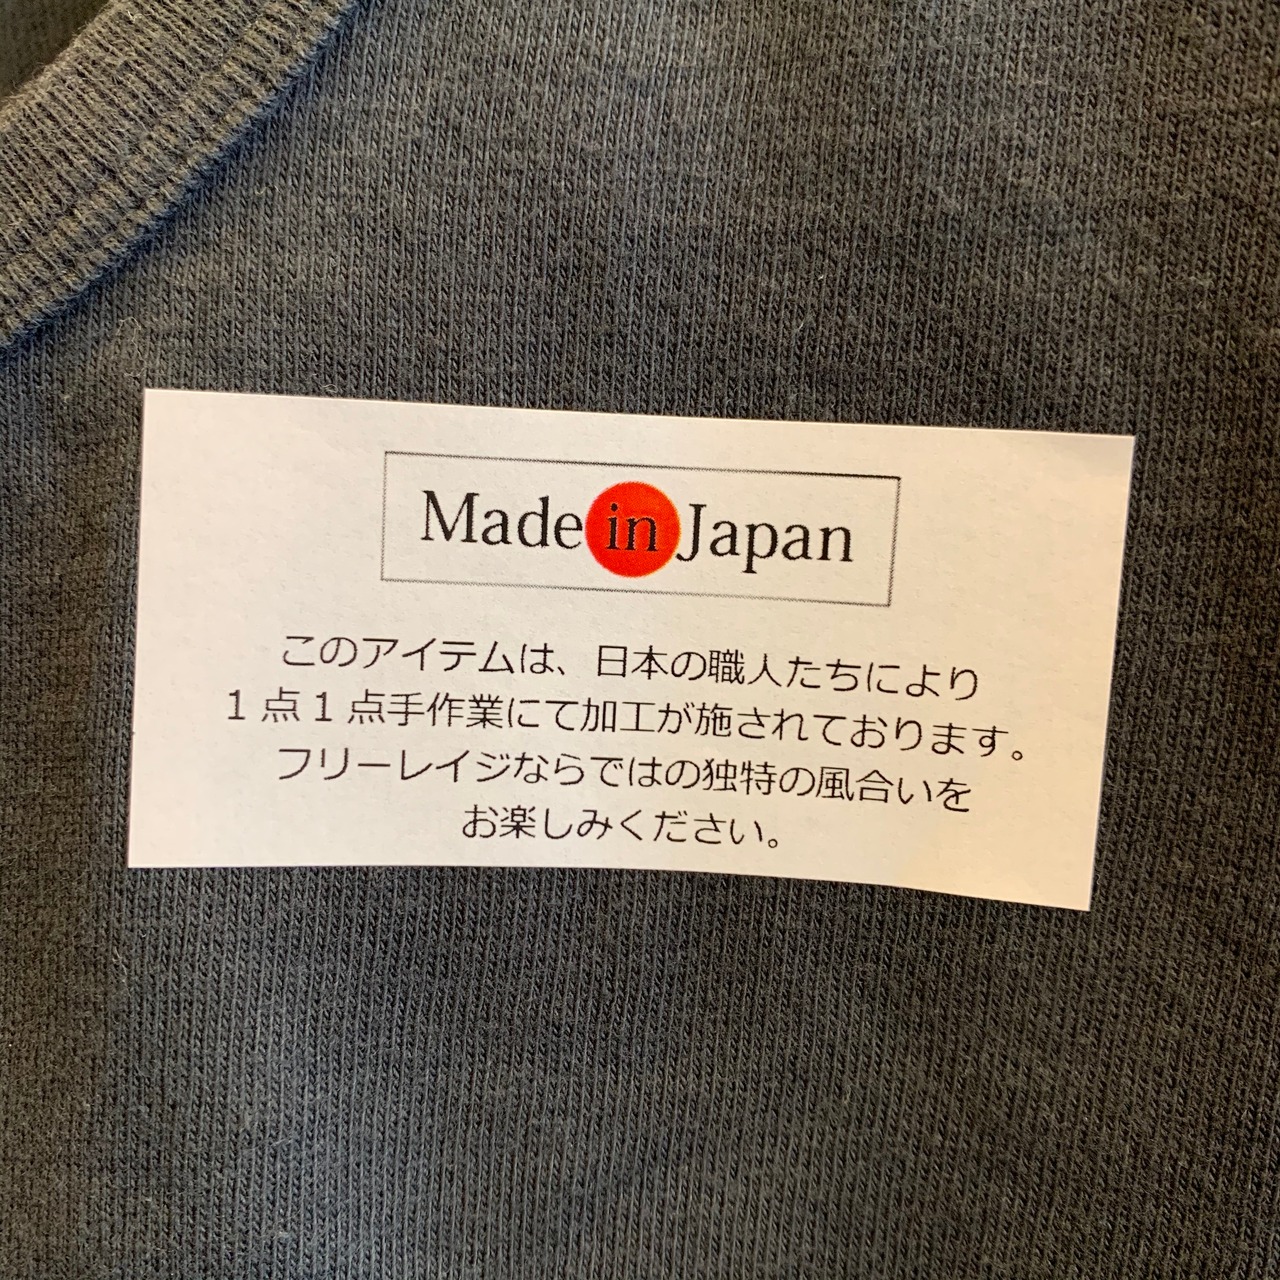 Made in Japan
このアイテムは、日本の職人たちにより
１点１点手作業にて加工が施されております。
フリーレイジならではの独特の風合いを
お楽しみください。